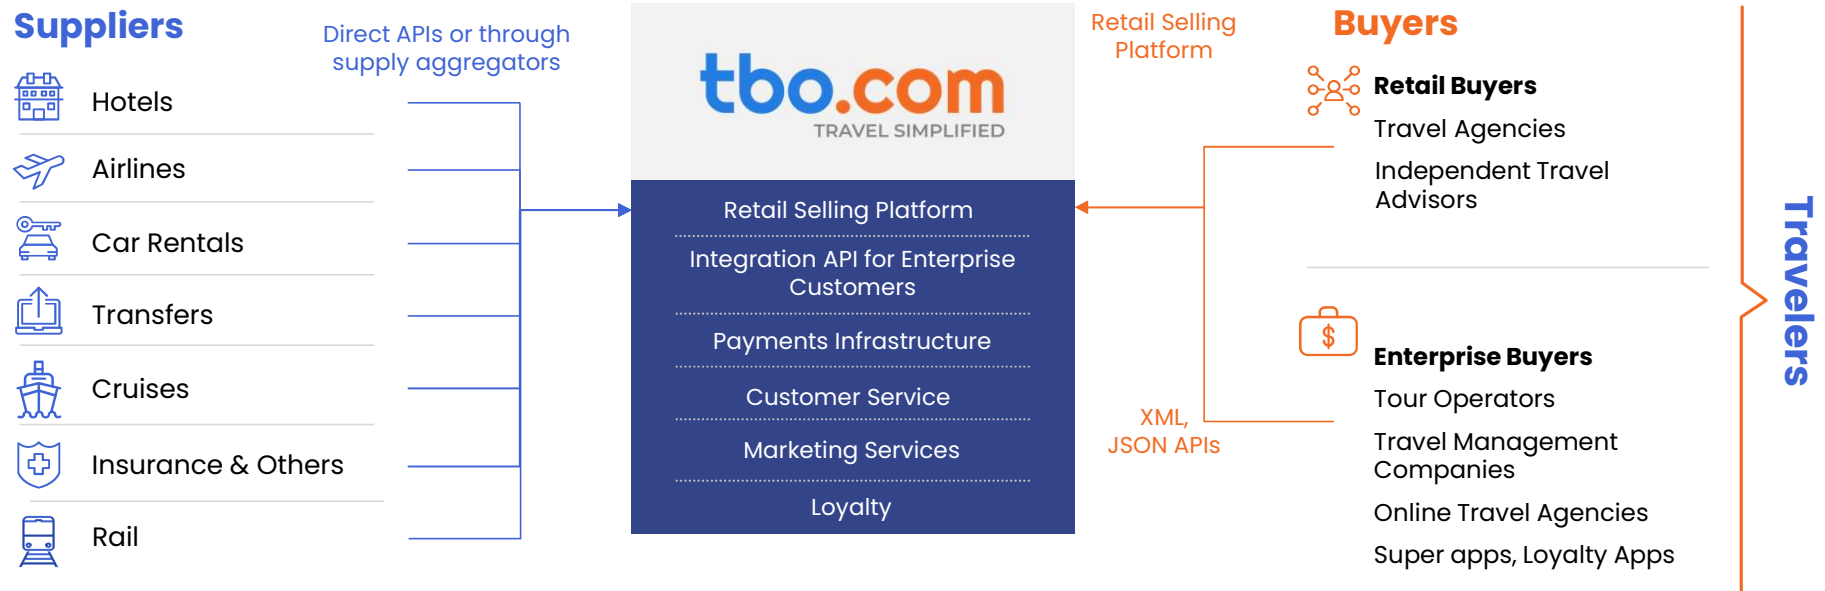 Suppliers
Direct APIs or through
supply aggregators
Hotels
Airlines
Car Rentals
Transfers
Cruises
Insurance & Others
Rail
tbo.com
TRAVEL SIMPLIFIED
Retail Selling Platform
Integration API for Enterprise
Customers
Payments Infrastructure
Customer Service
Marketing Services
Loyalty
Retail Selling
Platform
XML,
JSON APIs
Buyers
Retail Buyers
Travel Agencies
Independent Travel
Advisors
$
Enterprise Buyers
Tour Operators
Travel Management
Companies
Online Travel Agencies
Super apps, Loyalty Apps
Travelers